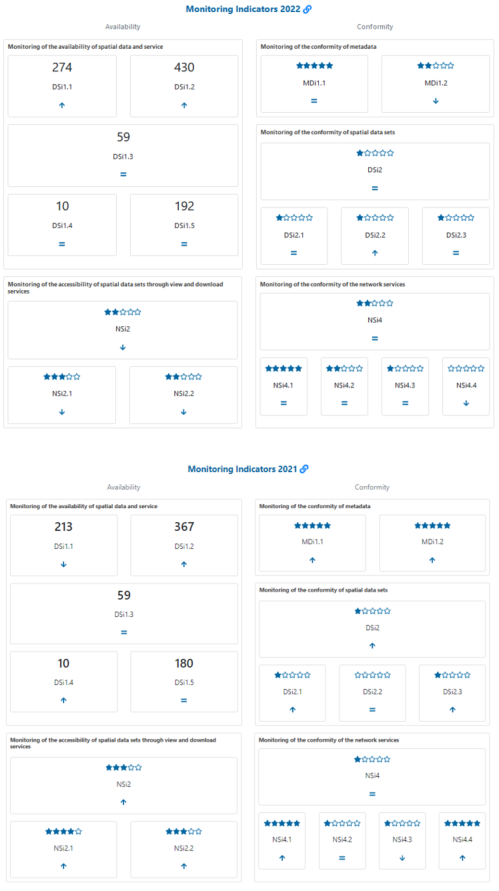 Monitoring Indicators 2022
Availability
Conformity
Monitoring of the availability of spatial data and service
274
430
DSi1.1
DSi1.2
59
DSi1.3
10
192
DSi1.4
DSi1.5
Monitoring of the conformity of metadata
MDi1.1
MDi1.2
Monitoring of the conformity of spatial data sets
DSi2
DSi2.1
DSi2.2
DSi2.3
Monitoring of the accessibility of spatial data sets through view and download
services
NSi2
NSi2.1
NSi2.2
Monitoring of the conformity of the network services
NSi4
NSi4.1
NSi4.2
NSi4.3
NSi4.4
Monitoring Indicators 2021
Availability
Conformity
Monitoring of the availability of spatial data and service
213
367
DSi1.1
DSi1.2
59
DSi1.3
10
180
DSi1.4
DSi1.5
Monitoring of the conformity of metadata
MDi1.1
MDi1.2
Monitoring of the conformity of spatial data sets
DSi2
DSi2.1
DSi2.2
DSi2.3
Monitoring of the accessibility of spatial data sets through view and download
services
NSi2
NSi2.1
NSi2.2
Monitoring of the conformity of the network services
NSi4
NSi4.1
NSi4.2
NSi4.3
NSi4.4